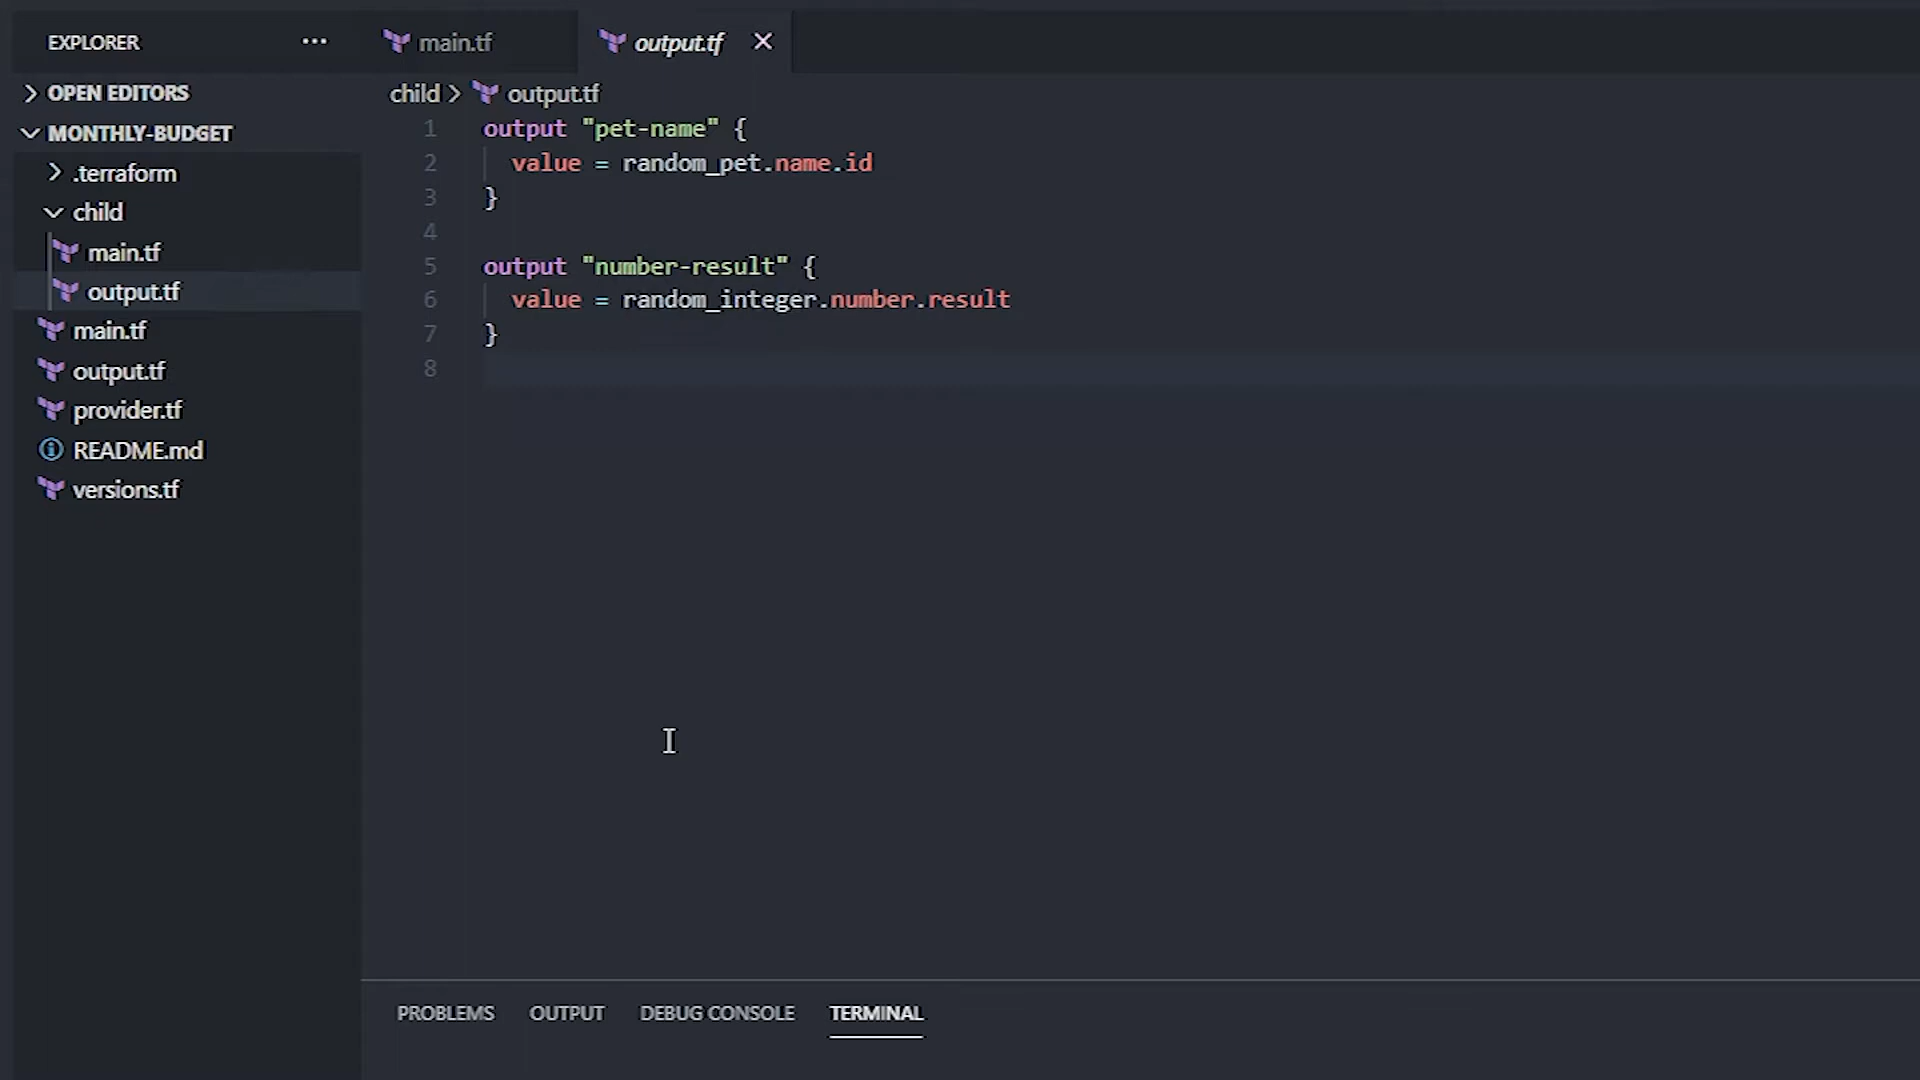 EXPLORER ...
OPEN EDITORS
MONTHLY-BUDGET
.terraform
child
main.tf
output.tf
main.tf
output.tf
provider.tf
README.md
versions.tf
main.tf output.tf
child > output.tf
1 output "pet-name" {
2 value = random_pet.name.id
3 }
4
5 output "number-result" {
6 value = random_integer.number.result
7 }
8
PROBLEMS OUTPUT DEBUG CONSOLE TERMINAL